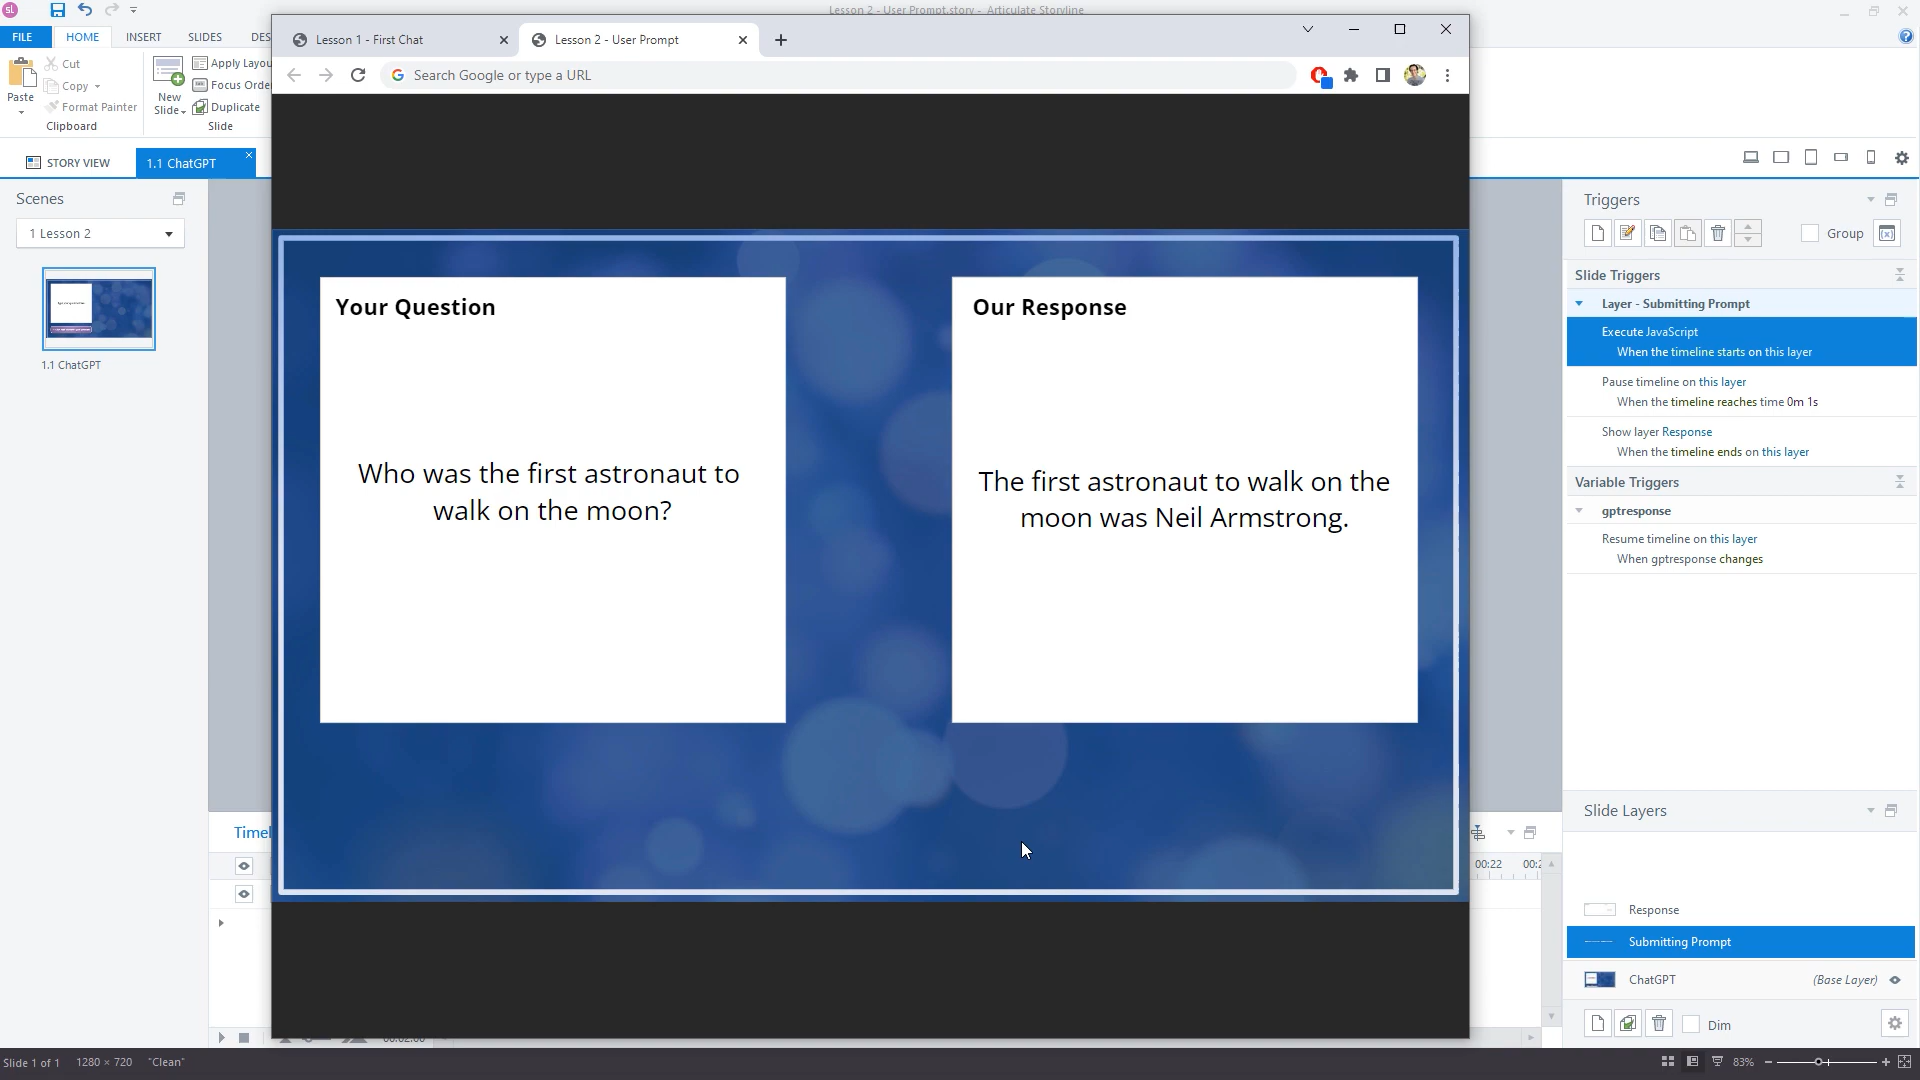 Lesson 2 - User Prompt.story - Articulate Storyline
FILE
HOME
INSERT
SLIDES
DES
Cut
Copy
Format Painter
Paste
Clipboard
New
Slide
Apply Layou
Focus Orde
Duplicate
Slide
Lesson 1 - First Chat
Lesson 2 - User Prompt
Search Google or type a URL
STORY VIEW
1.1 ChatGPT
Scenes
1 Lesson 2
1.1 ChatGPT
Your Question
Who was the first astronaut to
walk on the moon?
Our Response
The first astronaut to walk on the
moon was Neil Armstrong.
Triggers
Group
Slide Triggers
Layer - Submitting Prompt
Execute JavaScript
When the timeline starts on this layer
Pause timeline on this layer
When the timeline reaches time 0m 1s
Show layer Response
When the timeline ends on this layer
Variable Triggers
gptresponse
Resume timeline on this layer
When gptresponse changes
Timel
00:22
00:2
Slide Layers
Response
Submitting Prompt
ChatGPT
(Base Layer)
Dim
Slide 1 of 1
1280 × 720
"Clean"
83%